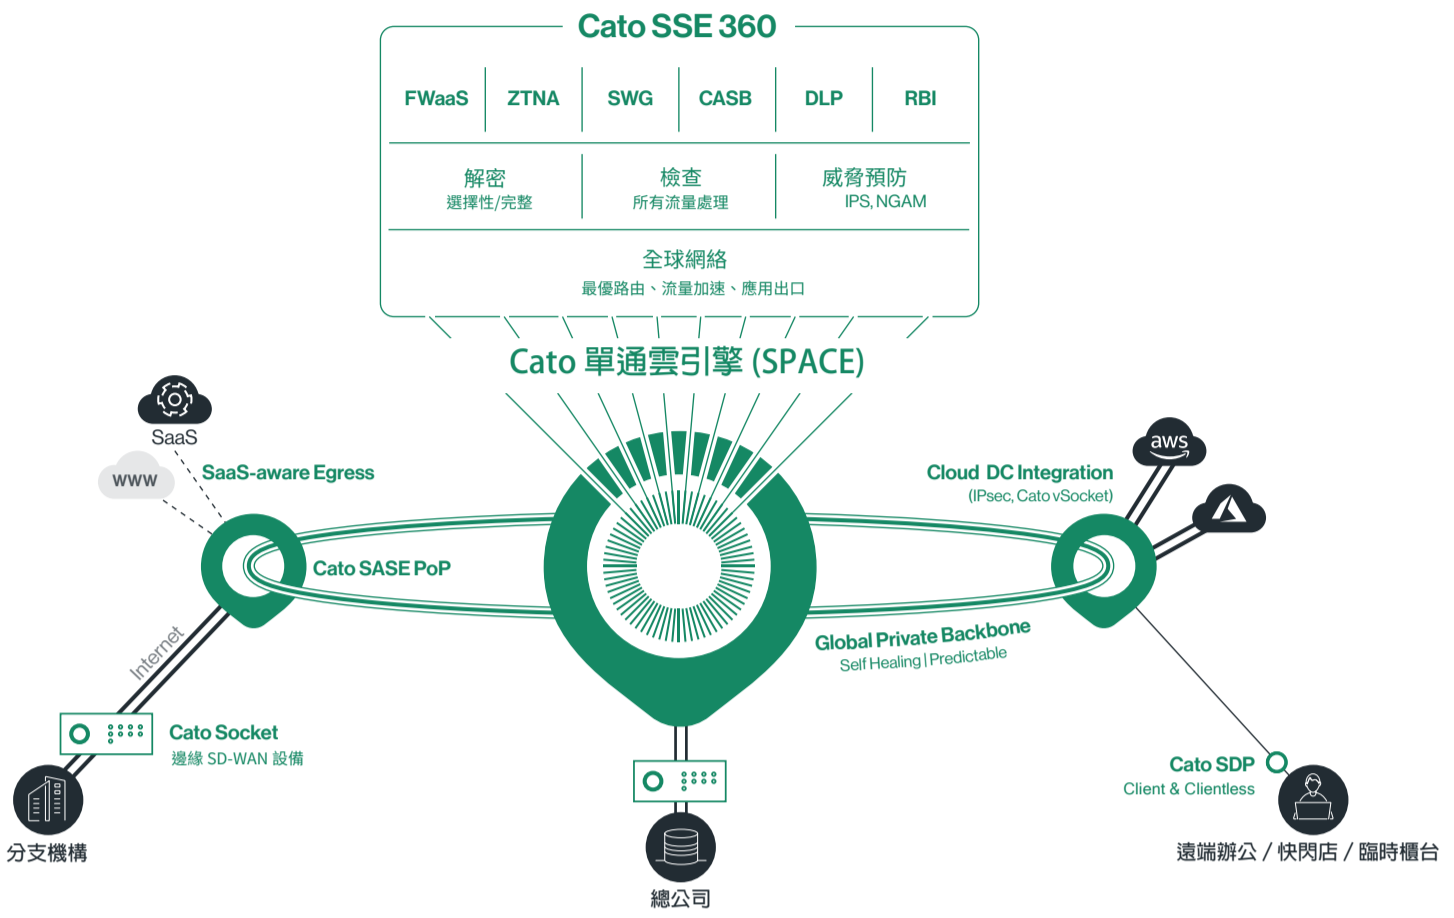 Cato SSE 360
FWaaS
ZTNA
SWG
CASB
DLP
RBI
解密
選擇性/完整
檢查
所有流量處理
威脅預防
IPS, NGAM
全球網絡
最優路由、流量加速、應用出口
Cato 單通雲引擎 (SPACE)
SaaS
www
SaaS-aware Egress
Cato SASE PoP
Internet
Cato Socket
邊緣 SD-WAN 設備
分支機構
總公司
Cloud DC Integration
(IPsec, Cato vSocket)
aws
Global Private Backbone
Self Healing | Predictable
Cato SDP
Client & Clientless
遠端辦公 / 快閃店 / 臨時櫃台